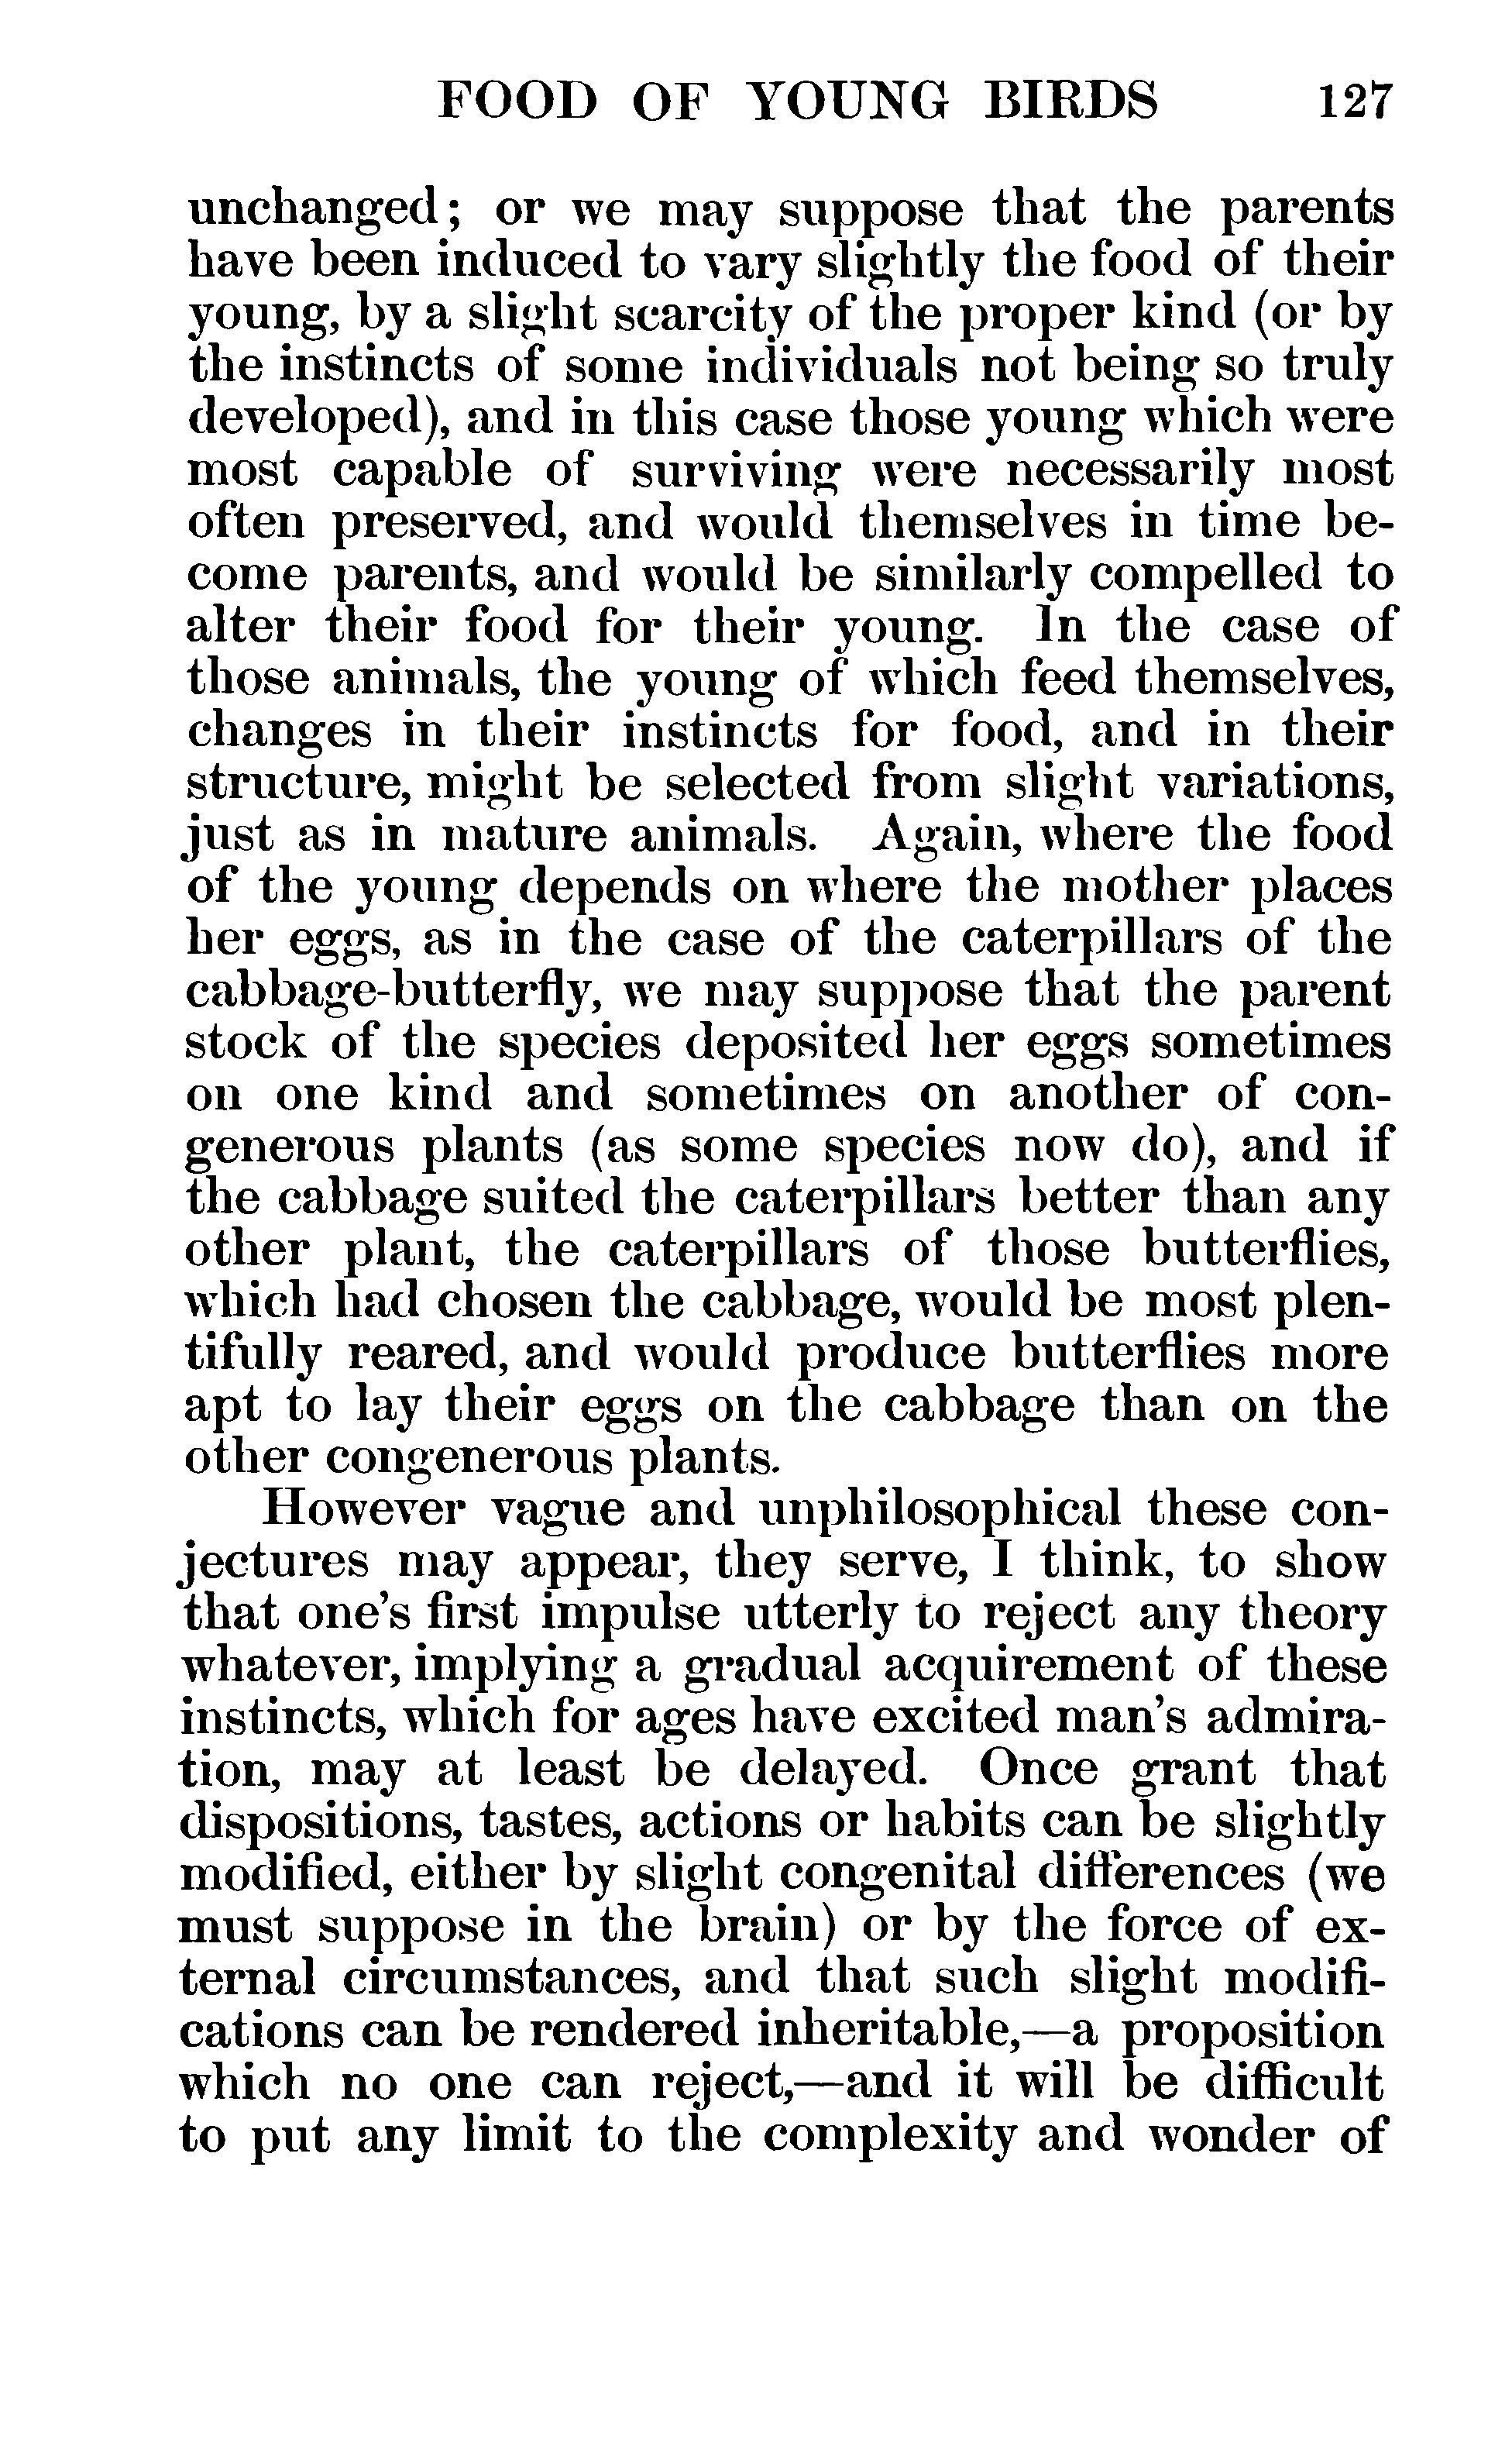 FOOD OF YOUNG BIRDS 127
unchanged; or we may suppose that the parents
have been induced to vary slightly the food of their
young, by a slight scarcity of the proper kind (or by
the instincts of some individuals not being so truly
developed), and in this case those young which were
most capable of surviving were necessarily most
often preserved, and would themselves in time be-
come parents, and would be similarly compelled to
alter their food for their young. In the case of
those animals, the young of which feed themselves,
changes in their instincts for food, and in their
structure, might be selected from slight variations,
just as in mature animals. Again, where the food
of the young depends on where the mother places
her eggs, as in the case of the caterpillars of the
cabbage-butterfly, we may suppose that the parent
stock of the species deposited her eggs sometimes
on one kind and sometimes on another of con-
generous plants (as some species now do), and if
the cabbage suited the caterpillars better than any
other plant, the caterpillars of those butterflies,
which had chosen the cabbage, would be most plen-
tifully reared, and would produce butterflies more
apt to lay their eggs on the cabbage than on the
other congenerous plants.
However vague and unphilosophical these con-
jectures may appear, they serve, I think, to show
that one's first impulse utterly to reject any theory
whatever, implying a gradual acquirement of these
instincts, which for ages have excited man's admira-
tion, may at least be delayed. Once grant that
dispositions, tastes, actions or habits can be slightly
modified, either by slight congenital differences (we
must suppose in the brain) or by the force of ex-
ternal circumstances, and that such slight modifi-
cations can be rendered inheritable,—a proposition
which no one can reject,—and it will be difficult
to put any limit to the complexity and wonder of